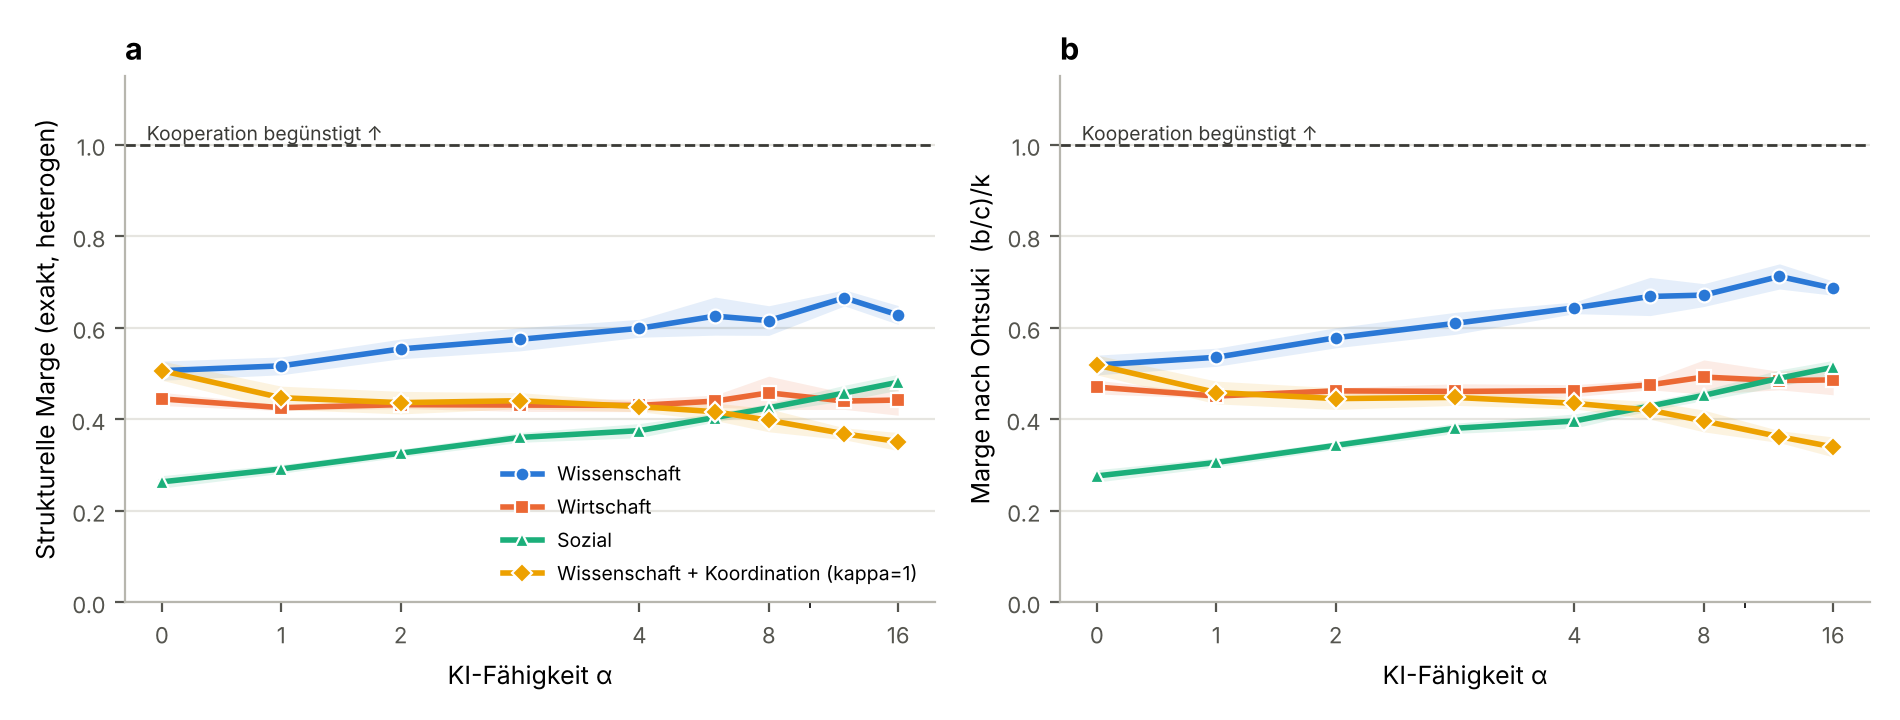 a
Kooperation begünstigt ↑
Strukturelle Marge (exakt, heterogen)
1.0
0.8
0.6
0.4
0.2
0.0
Wissenschaft
Wirtschaft
Sozial
Wissenschaft + Koordination (kappa=1)
0 1 2 4 8 16
KI-Fähigkeit α
b
Kooperation begünstigt ↑
Marge nach Ohtsuki (b/c)/k
1.0
0.8
0.6
0.4
0.2
0.0
0 1 2 4 8 16
KI-Fähigkeit α